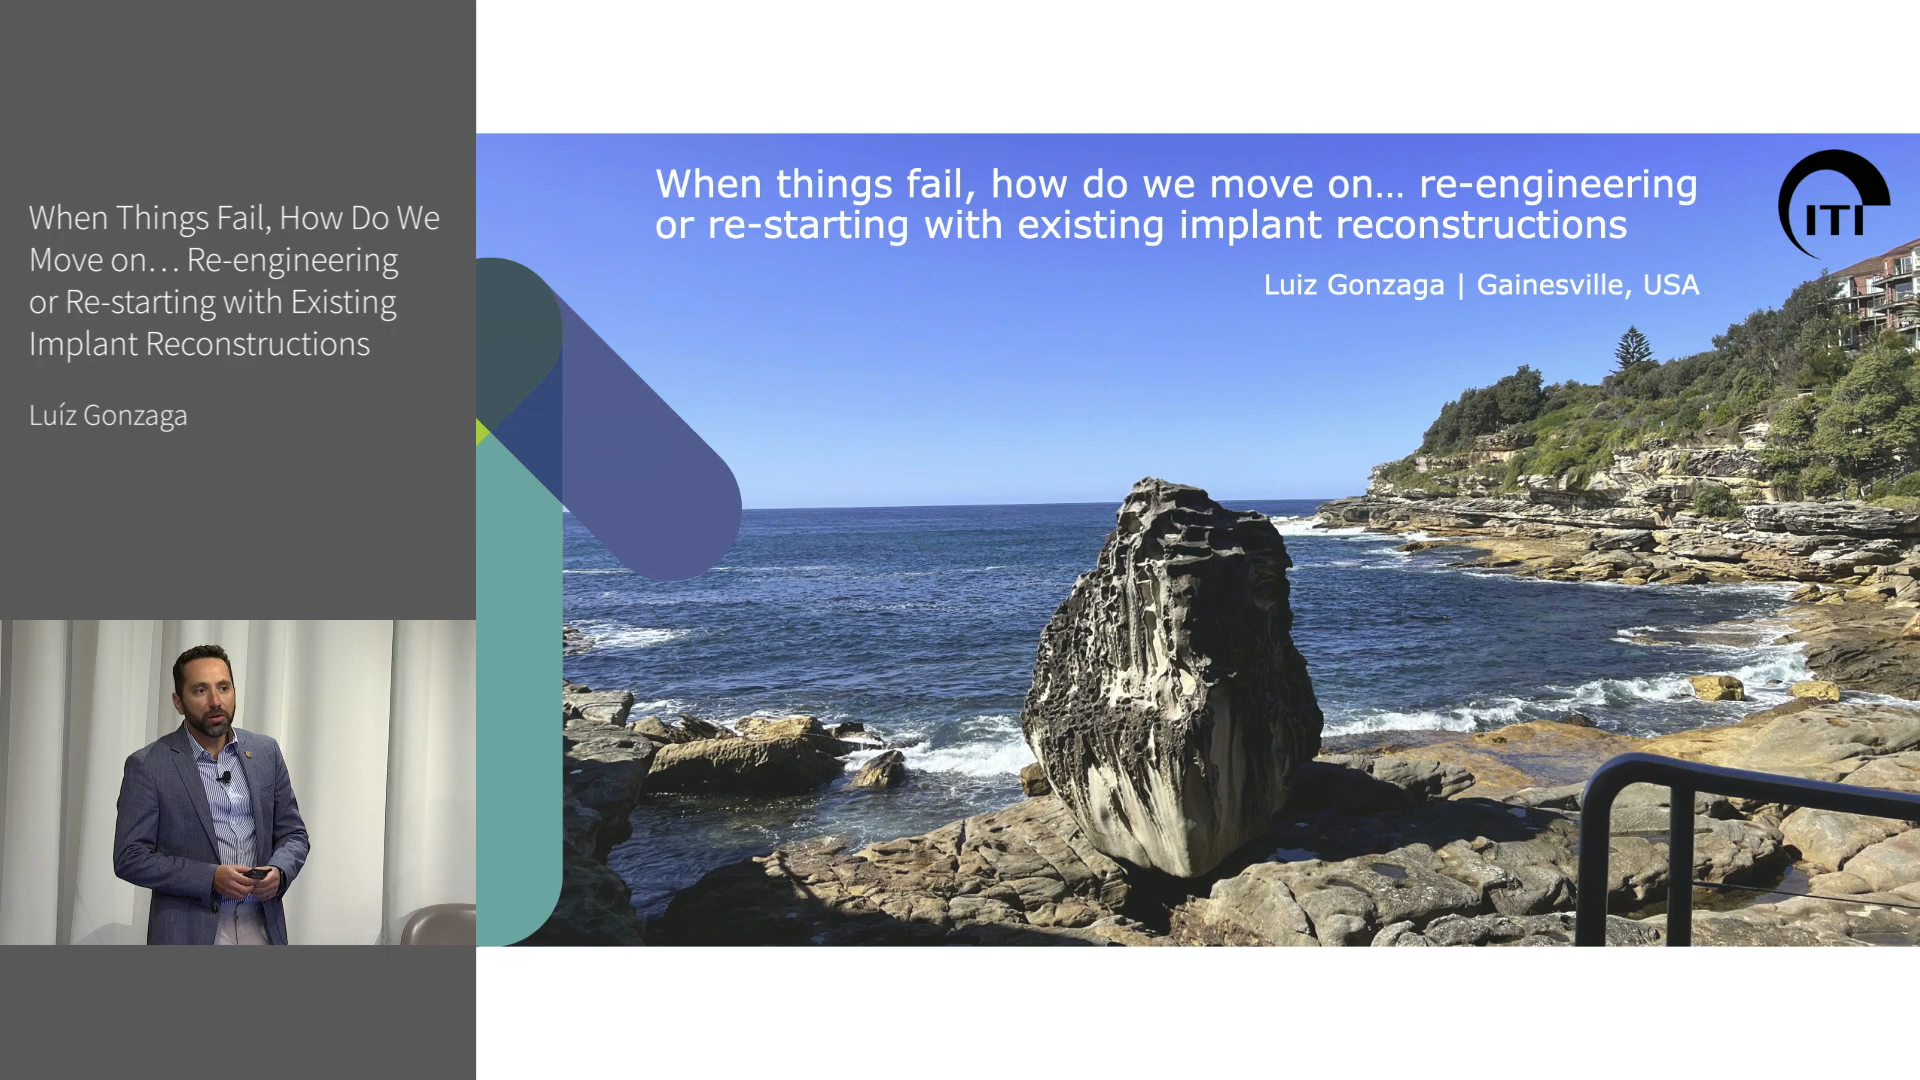 When Things Fail, How Do We
Move on… Re-engineering
or Re-starting with Existing
Implant Reconstructions
Luíz Gonzaga
When things fail, how do we move on... re-engineering
or re-starting with existing implant reconstructions
Luiz Gonzaga | Gainesville, USA
ITI